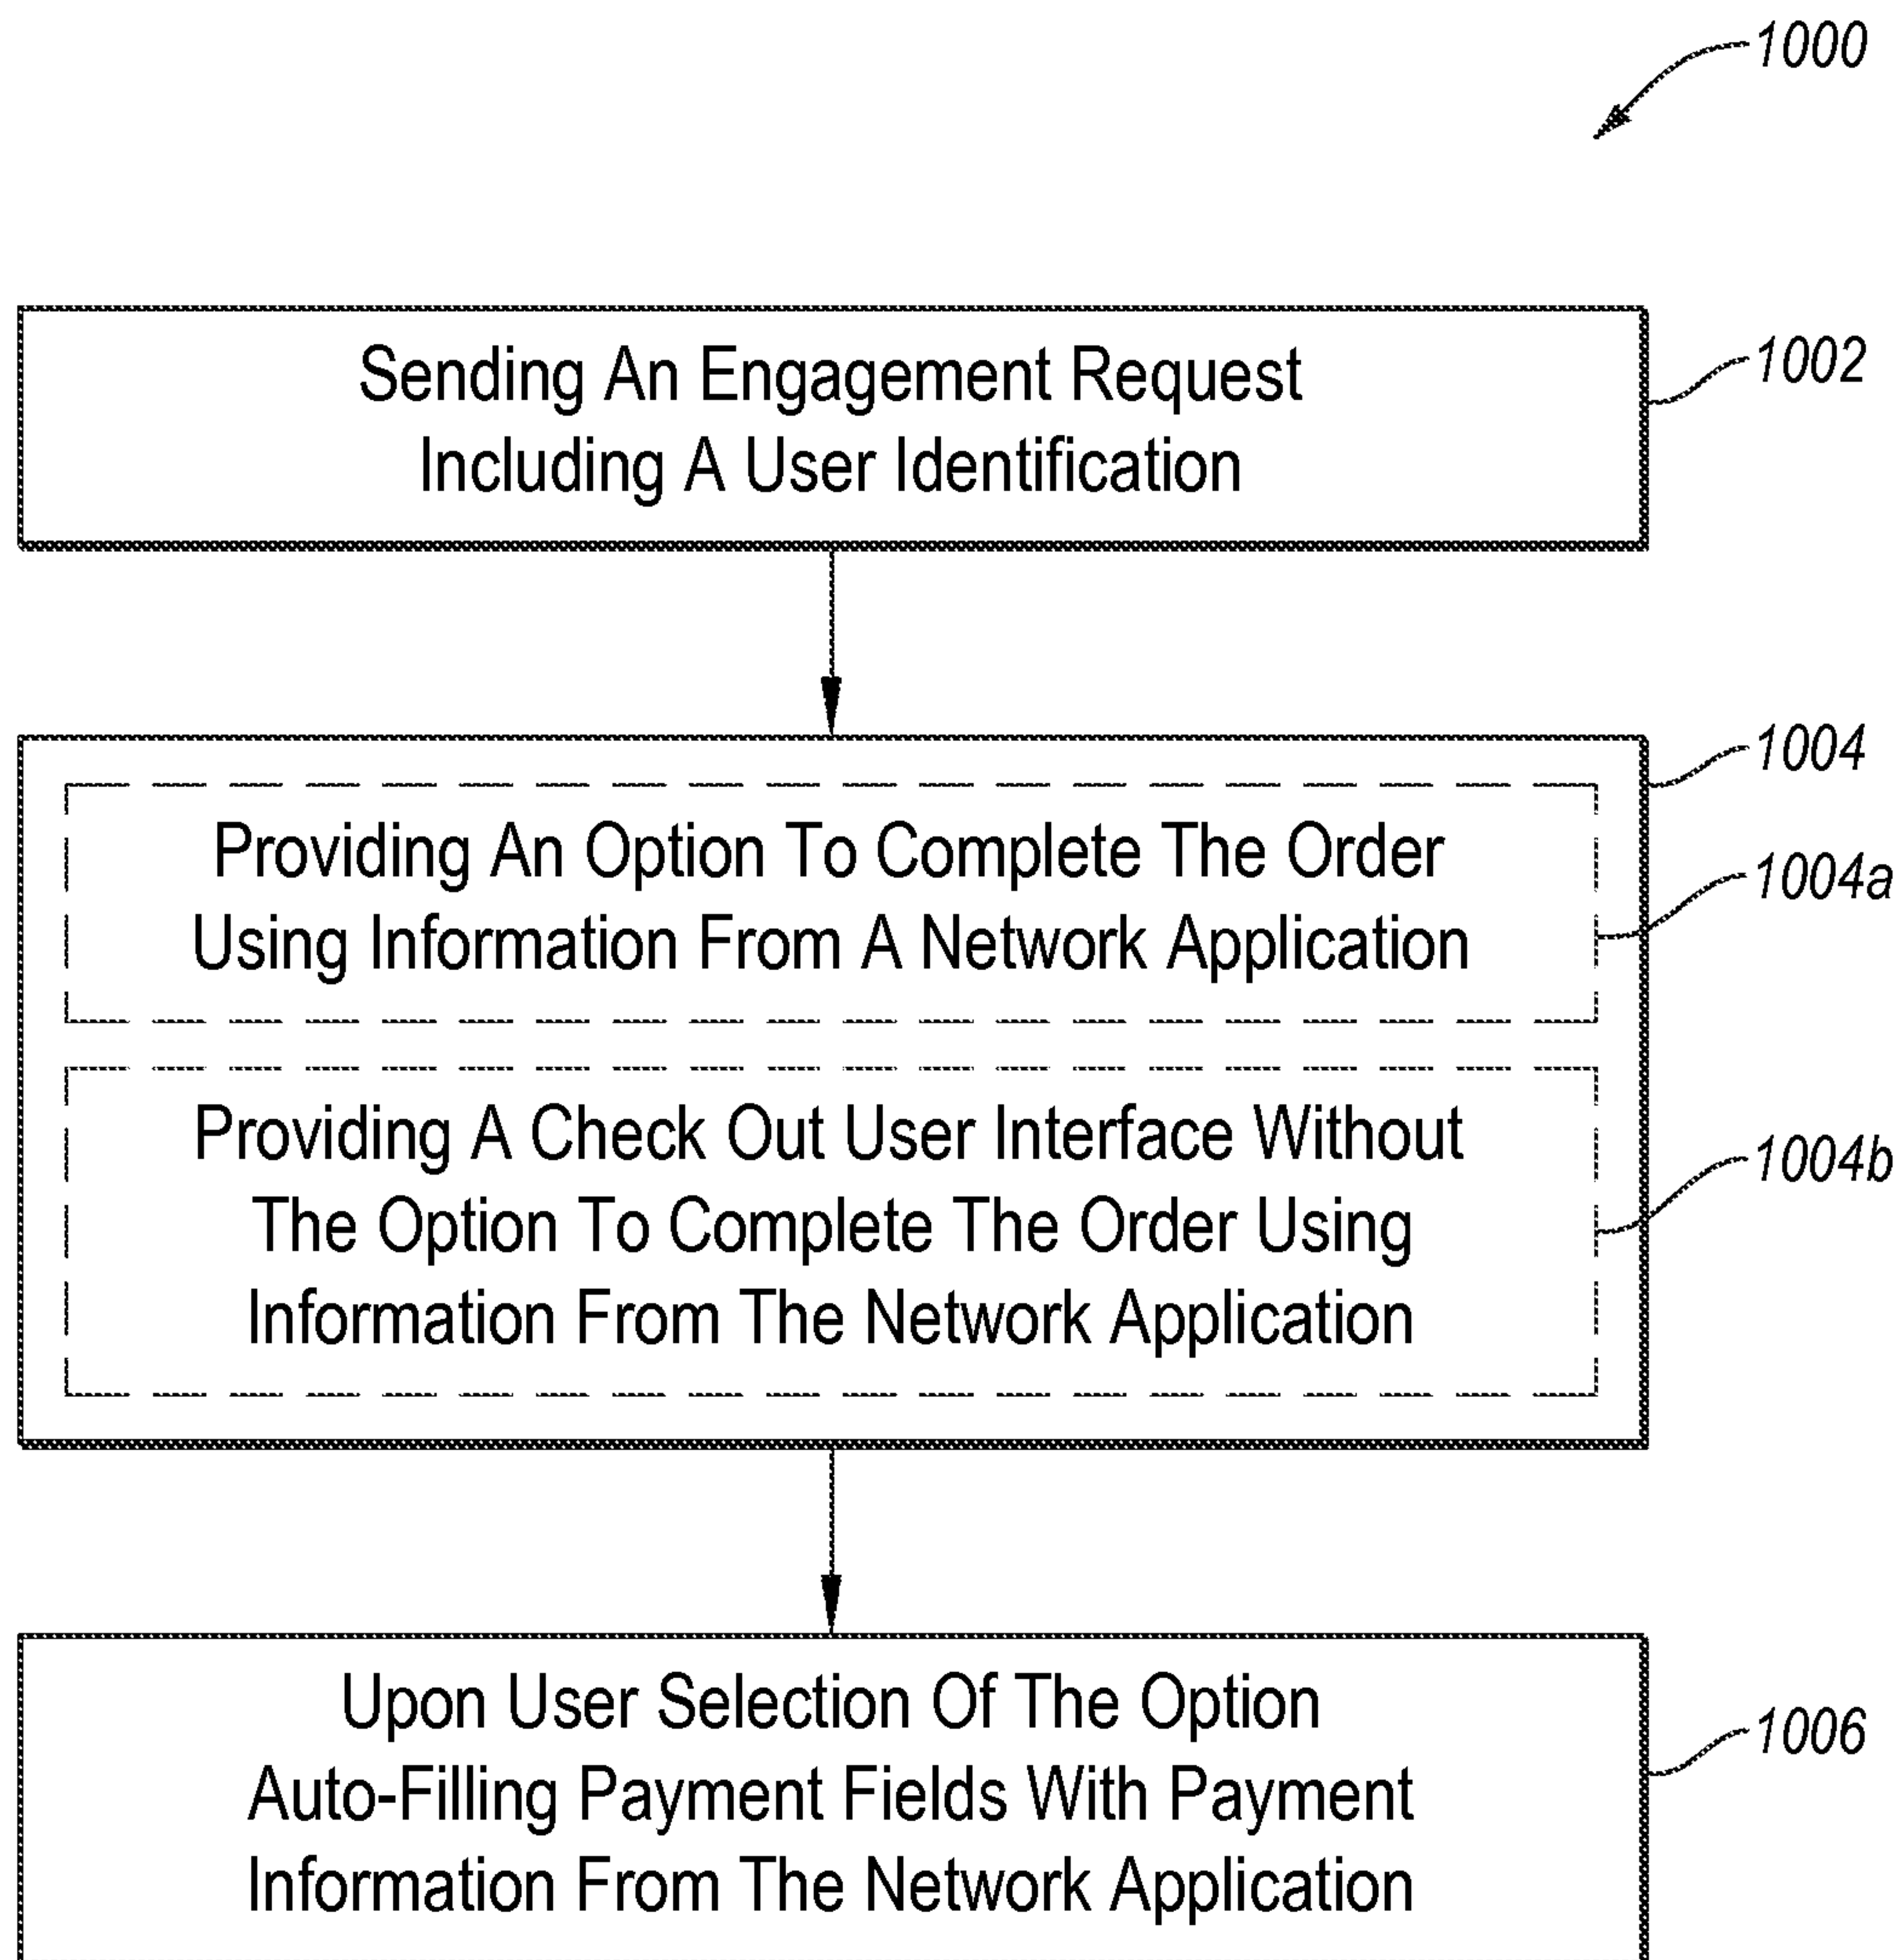 1000
Sending An Engagement Request
Including A User Identification
1002
1004
Providing An Option To Complete The Order
Using Information From A Network Application
1004a
Providing A Check Out User Interface Without
The Option To Complete The Order Using
Information From The Network Application
1004b
Upon User Selection Of The Option
Auto-Filling Payment Fields With Payment
Information From The Network Application
1006